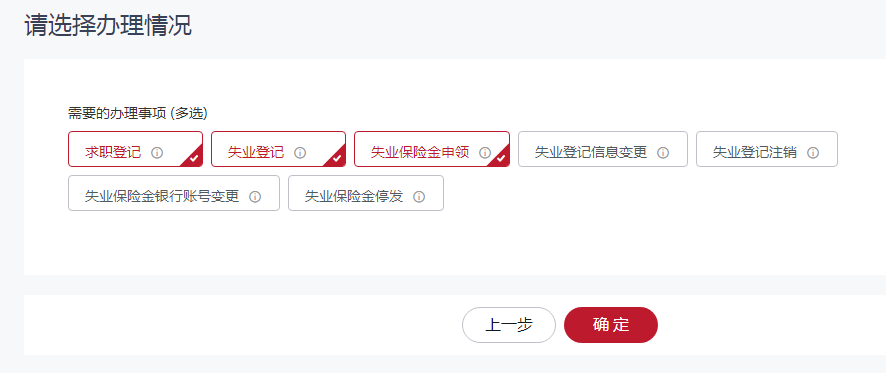 请选择办理情况
需要的办理事项 (多选)
求职登记 失业登记 失业保险金申领 失业登记信息变更 失业登记注销
失业保险金银行账号变更 失业保险金停发
上一步 确 定